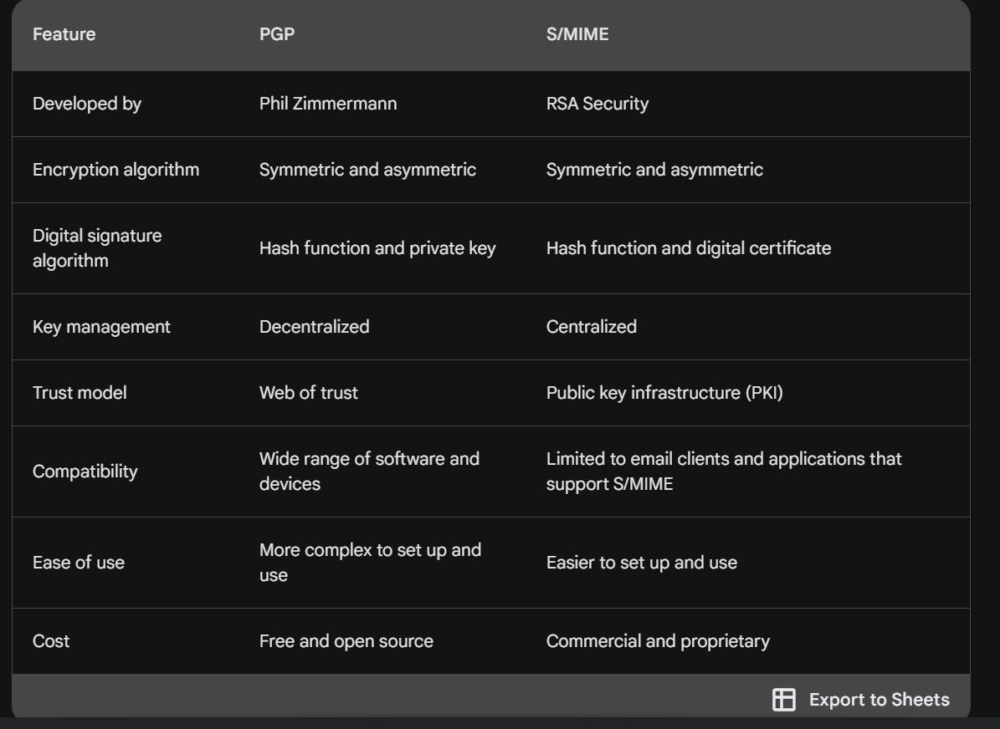 Feature PGP S/MIME
Developed by Phil Zimmermann RSA Security
Encryption algorithm Symmetric and asymmetric Symmetric and asymmetric
Digital signature
algorithm
Hash function and private key Hash function and digital certificate
Key management Decentralized Centralized
Trust model Web of trust Public key infrastructure (PKI)
Compatibility
Wide range of software and
devices
Limited to email clients and applications that
support S/MIME
Ease of use
More complex to set up and
use
Easier to set up and use
Cost Free and open source Commercial and proprietary
Export to Sheets